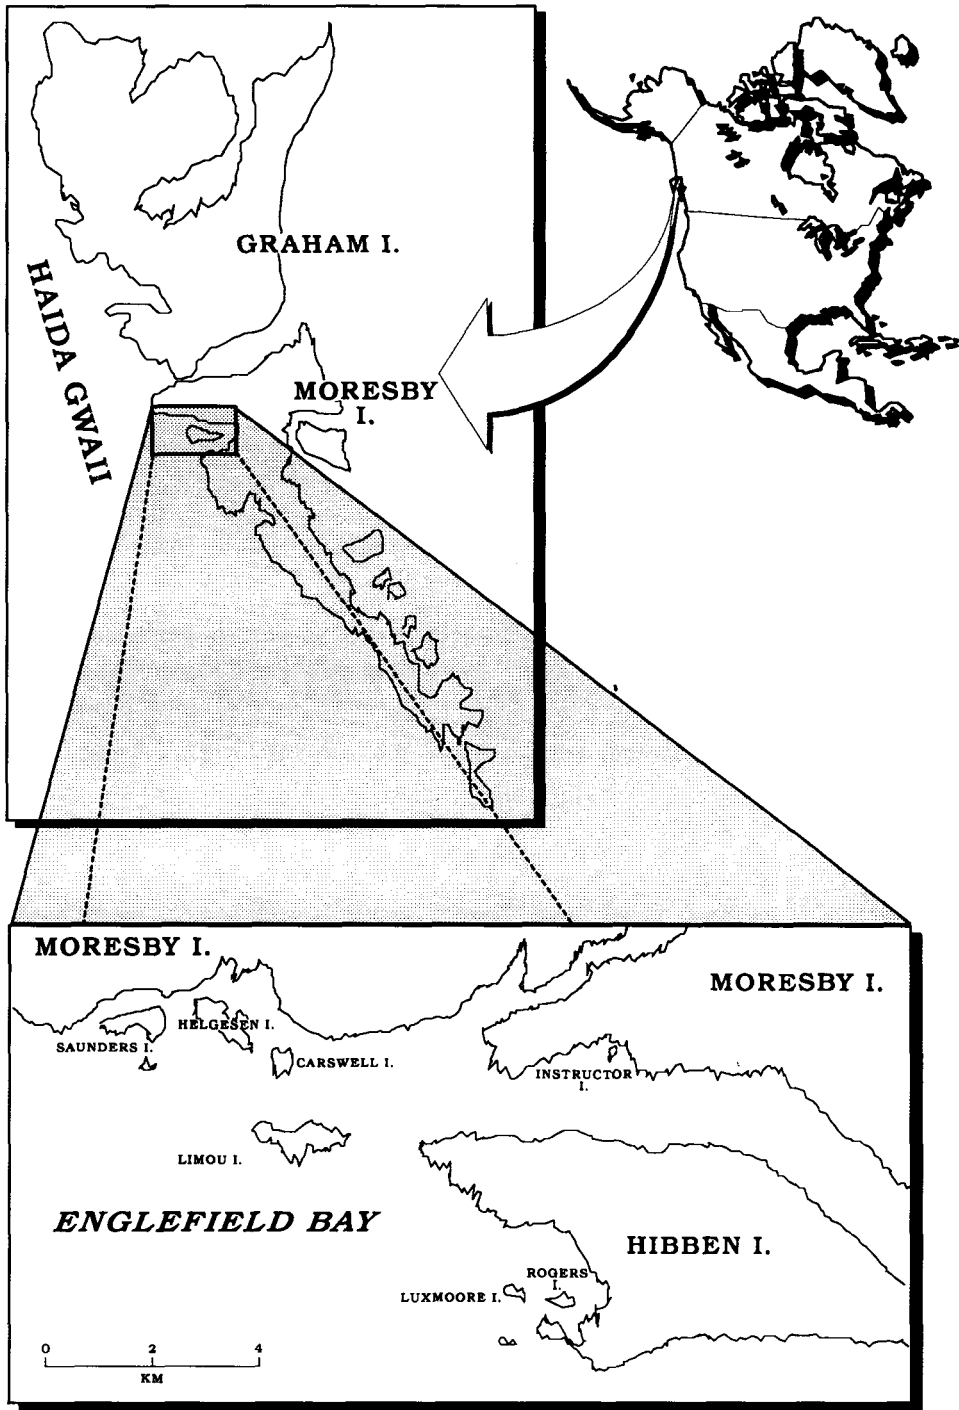 GRAHAM I.
HAIDA GWAII
MORESBY
I.
MORESBY I.
MORESBY I.
HELGESEN I.
SAUNDERS I.
CARSWELL I.
INSTRUCTOR
I.
LIMOU I.
ENGLEFIELD BAY
HIBBEN I.
ROGERS
I.
LUXMOORE I.
0 2 4
KM